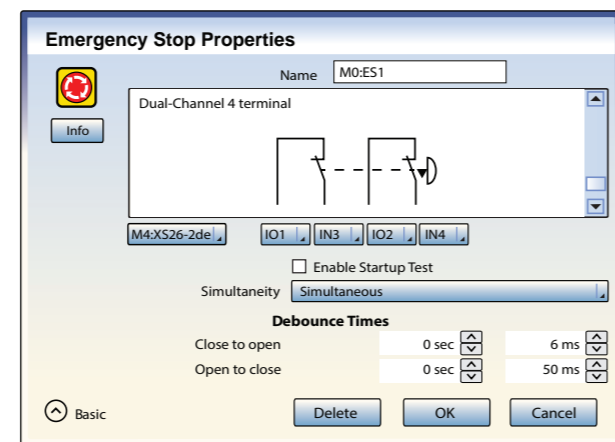 Emergency Stop Properties
Name M0:ES1
Dual-Channel 4 terminal
Info
M4:XS26-2de IO1 IN3 IO2 IN4
Enable Startup Test
Simultaneity Simultaneous
Debounce Times
Close to open 0 sec 6 ms
Open to close 0 sec 50 ms
Basic Delete OK Cancel